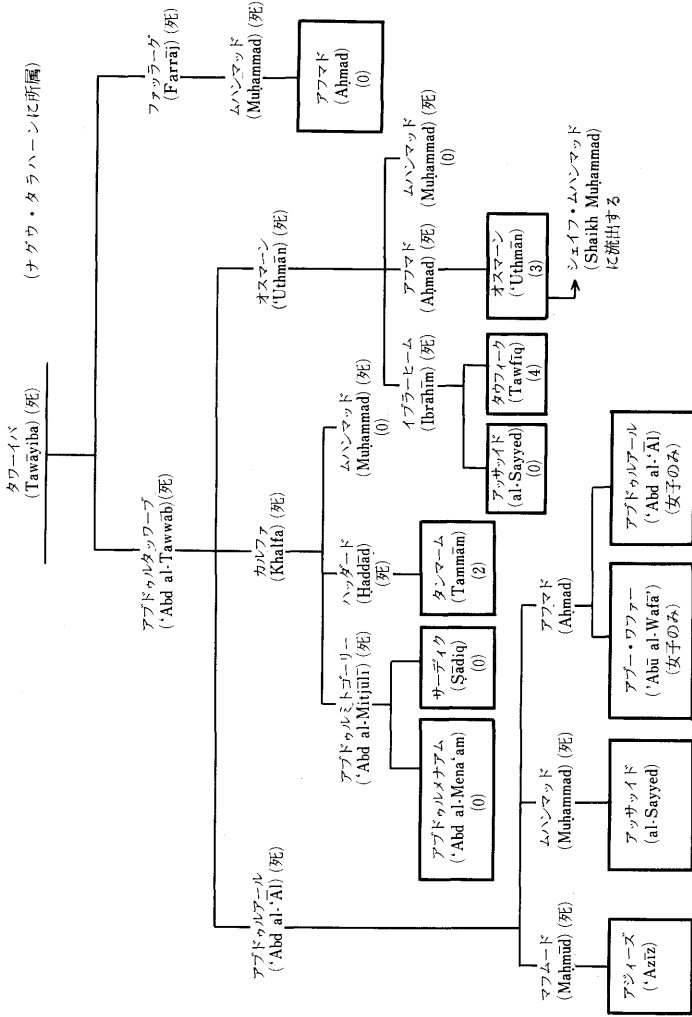 タワーイバ
(Tawāyiba) (死)
(ナグウ・タラハーンに所属)
アブドゥルタッワーブ
(‘Abd al-Tawwāb)(死)
ファッラーグ
(Farrāj) (死)
ムハンマッド
(Muḥammad) (死)
アフマド
(Aḥmad)
(0)
アブドゥルアール
(‘Abd al-‘Āl) (死)
カルファ
(Khalfa) (死)
オスマーン
(‘Uthmān) (死)
アブドゥルミトゴーリー
(‘Abd al-Mitjūlī) (死)
ハッダード
(Ḥaddād)
(死)
ムハンマッド
(Muḥammad) (死)
(0)
イブラーヒーム
(Ibrāhīm) (死)
アフマド
(Aḥmad) (死)
ムハンマッド
(Muḥammad) (死)
(0)
アブドゥルメナアム
(‘Abd al-Mena‘am)
(0)
サーディク
(Ṣādiq)
(0)
タンマーム
(Tammām)
(2)
アッサイイド
(al-Sayyed)
(0)
タウフィーク
(Tawfīq)
(4)
オスマーン
(‘Uthmān)
(3)
シェイフ・ムハンマッド
(Shaikh Muḥammad)
に流出する
マフムード
(Maḥmūd) (死)
ムハンマッド
(Muḥammad) (死)
アフマド
(Aḥmad)
アジィーズ
(‘Azīz)
アッサッイド
(al-Sayyed)
アブー・ワファー
(‘Abū al-Wafā’)
(女子のみ)
アブドゥルアール
(‘Abd al-‘Āl)
(女子のみ)